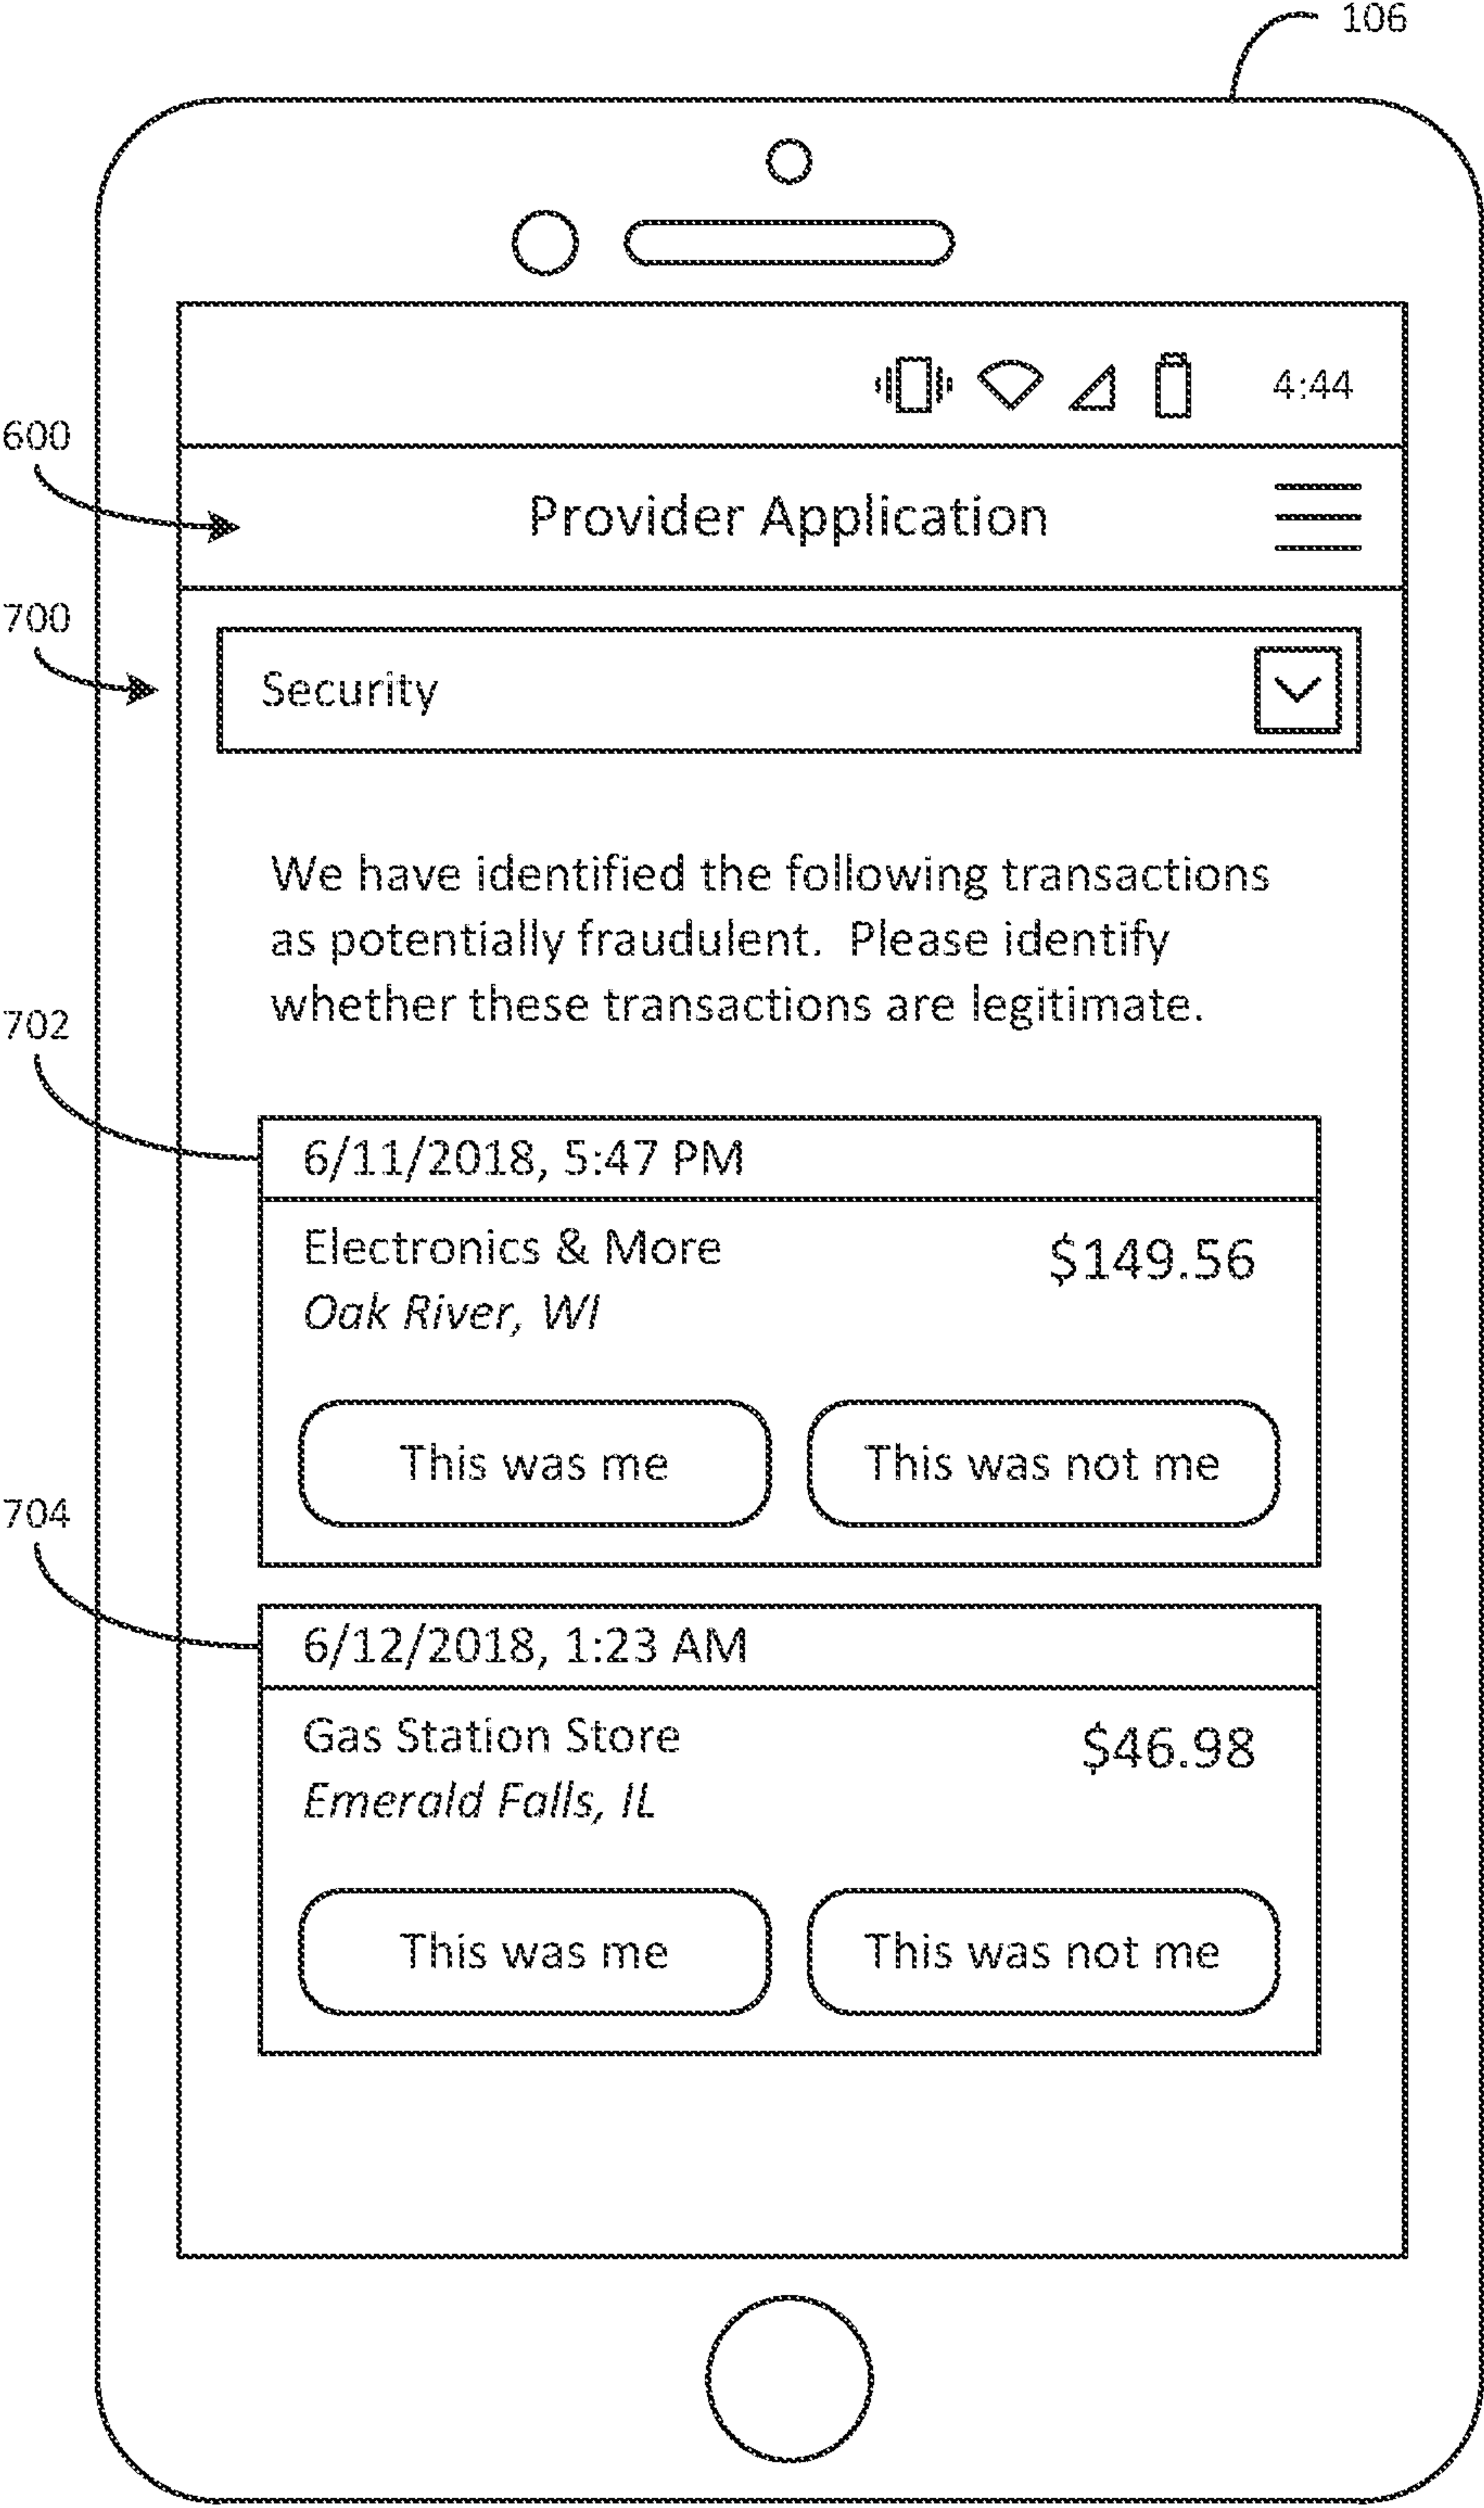 106
4:44
600
Provider Application
700
Security
We have identified the following transactions
as potentially fraudulent.  Please identify
whether these transactions are legitimate.
702
6/11/2018, 5:47 PM
Electronics & More
$149.56
Oak River, WI
This was me
This was not me
704
6/12/2018, 1:23 AM
Gas Station Store
$46.98
Emerald Falls, IL
This was me
This was not me